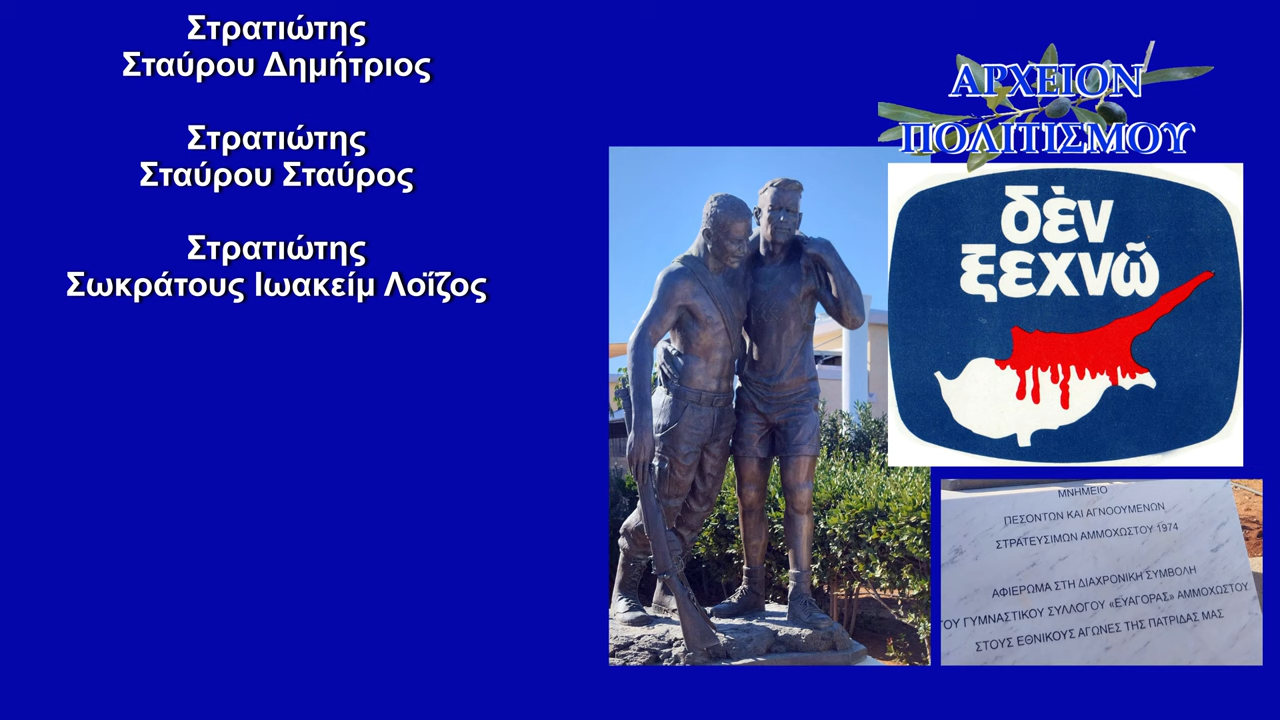 Στρατιώτης
Σταύρου Δημήτριος
Στρατιώτης
Σταύρου Σταύρος
Στρατιώτης
Σωκράτους Ιωακείμ Λοΐζος
ΑΡΧΕΙΟΝ
ΠΟΛΙΤΙΣΜΟΥ
δὲν
ξεχνῶ
ΜΝΗΜΕΙΟ
ΠΕΣΟΝΤΩΝ ΚΑΙ ΑΓΝΟΟΥΜΕΝΩΝ
ΣΤΡΑΤΕΥΣΙΜΩΝ ΑΜΜΟΧΩΣΤΟΥ 1974
ΑΦΙΕΡΩΜΑ ΣΤΗ ΔΙΑΧΡΟΝΙΚΗ ΣΥΜΒΟΛΗ
ΤΟΥ ΓΥΜΝΑΣΤΙΚΟΥ ΣΥΛΛΟΓΟΥ «ΕΥΑΓΟΡΑΣ» ΑΜΜΟΧΩΣΤΟΥ
ΣΤΟΥΣ ΕΘΝΙΚΟΥΣ ΑΓΩΝΕΣ ΤΗΣ ΠΑΤΡΙΔΑΣ ΜΑΣ